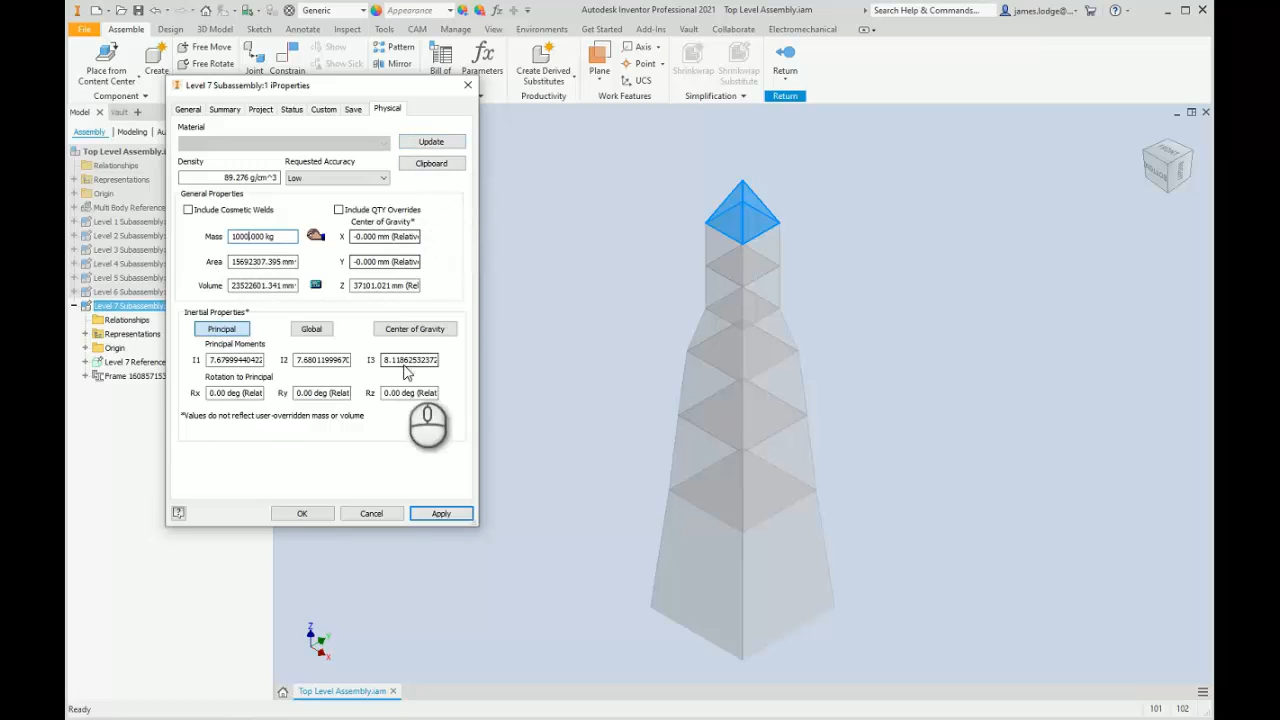 Generic
Appearance
Autodesk Inventor Professional 2021 Top Level Assembly.iam
Search Help & Commands...
james.lodge@...
File Assemble Design 3D Model Sketch Annotate Inspect Tools CAM Manage View Environments Get Started Add-Ins Vault Collaborate Electromechanical
Place from
Content Center
Create
Free Move
Free Rotate
Joint
Constrain
Show
Show Sick
Pattern
Mirror
Bill of
Parameters
Create Derived
Substitutes
Plane
Axis
Point
UCS
Shrinkwrap
Shrinkwrap
Substitute
Return
Component
Productivity
Work Features
Simplification
Return
Model
Vault
Assembly
Modeling
Top Level Assembly.i
Relationships
Representations
Origin
Multi Body Reference
Level 1 Subassembly:
Level 2 Subassembly:
Level 3 Subassembly:
Level 4 Subassembly:
Level 5 Subassembly:
Level 6 Subassembly:
Level 7 Subassembly:
Relationships
Representations
Origin
Level 7 Reference
Frame 160857153
Level 7 Subassembly:1 iProperties
General Summary Project Status Custom Save Physical
Material
Update
Clipboard
Density
89.276 g/cm^3
Requested Accuracy
Low
General Properties
Include Cosmetic Welds
Include QTY Overrides
Center of Gravity*
Mass 1000.000 kg X -0.000 mm (Relativ
Area 15692307.395 mm Y -0.000 mm (Relativ
Volume 23522601.341 mm Z 37101.021 mm (Rel
Inertial Properties*
Principal Global Center of Gravity
Principal Moments
I1 7.67999440422 I2 7.6801199967 I3 8.11862532372
Rotation to Principal
Rx 0.00 deg (Relat Ry 0.00 deg (Relat Rz 0.00 deg (Relat
*Values do not reflect user-overridden mass or volume
OK Cancel Apply
FRONT
BOTTOM
Z
Y
X
Top Level Assembly.iam
Ready
101 102